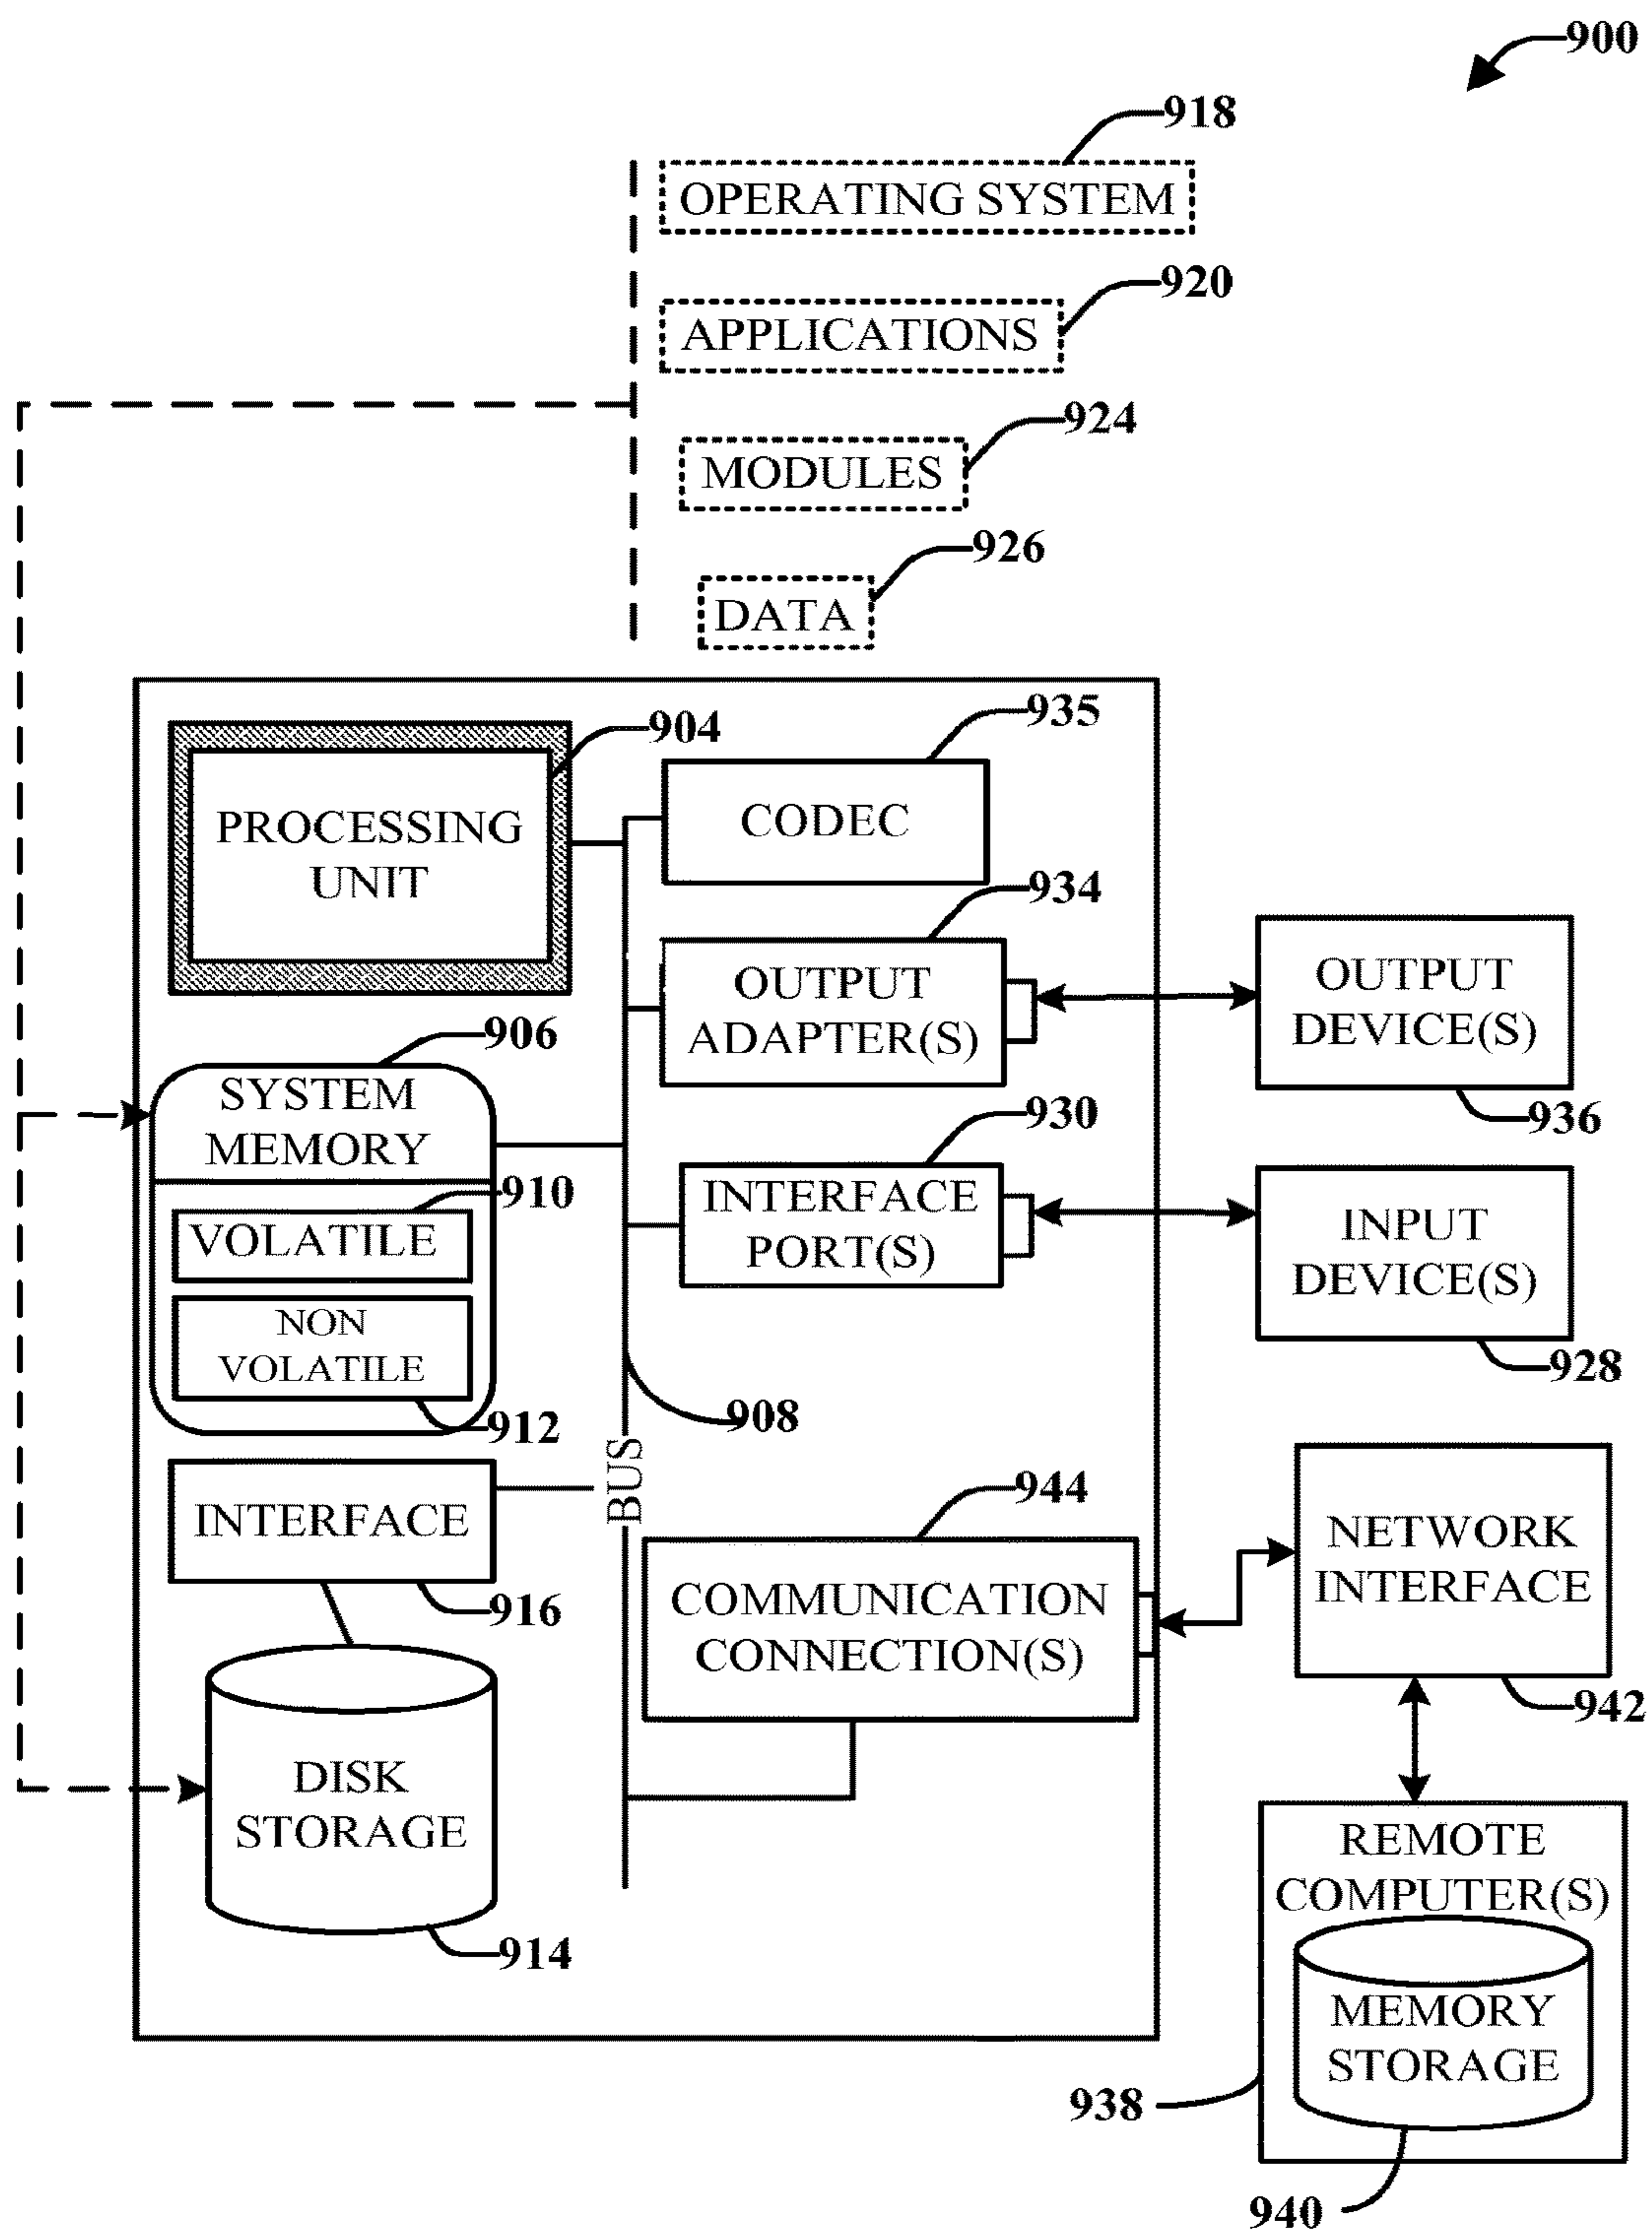 900
918
OPERATING SYSTEM
920
APPLICATIONS
924
MODULES
926
DATA
904
PROCESSING
UNIT
935
CODEC
934
OUTPUT
ADAPTER(S)
OUTPUT
DEVICE(S)
936
906
SYSTEM
MEMORY
910
VOLATILE
NON
VOLATILE
912
930
INTERFACE
PORT(S)
INPUT
DEVICE(S)
928
908
BUS
INTERFACE
916
944
COMMUNICATION
CONNECTION(S)
NETWORK
INTERFACE
942
DISK
STORAGE
914
REMOTE
COMPUTER(S)
MEMORY
STORAGE
938
940